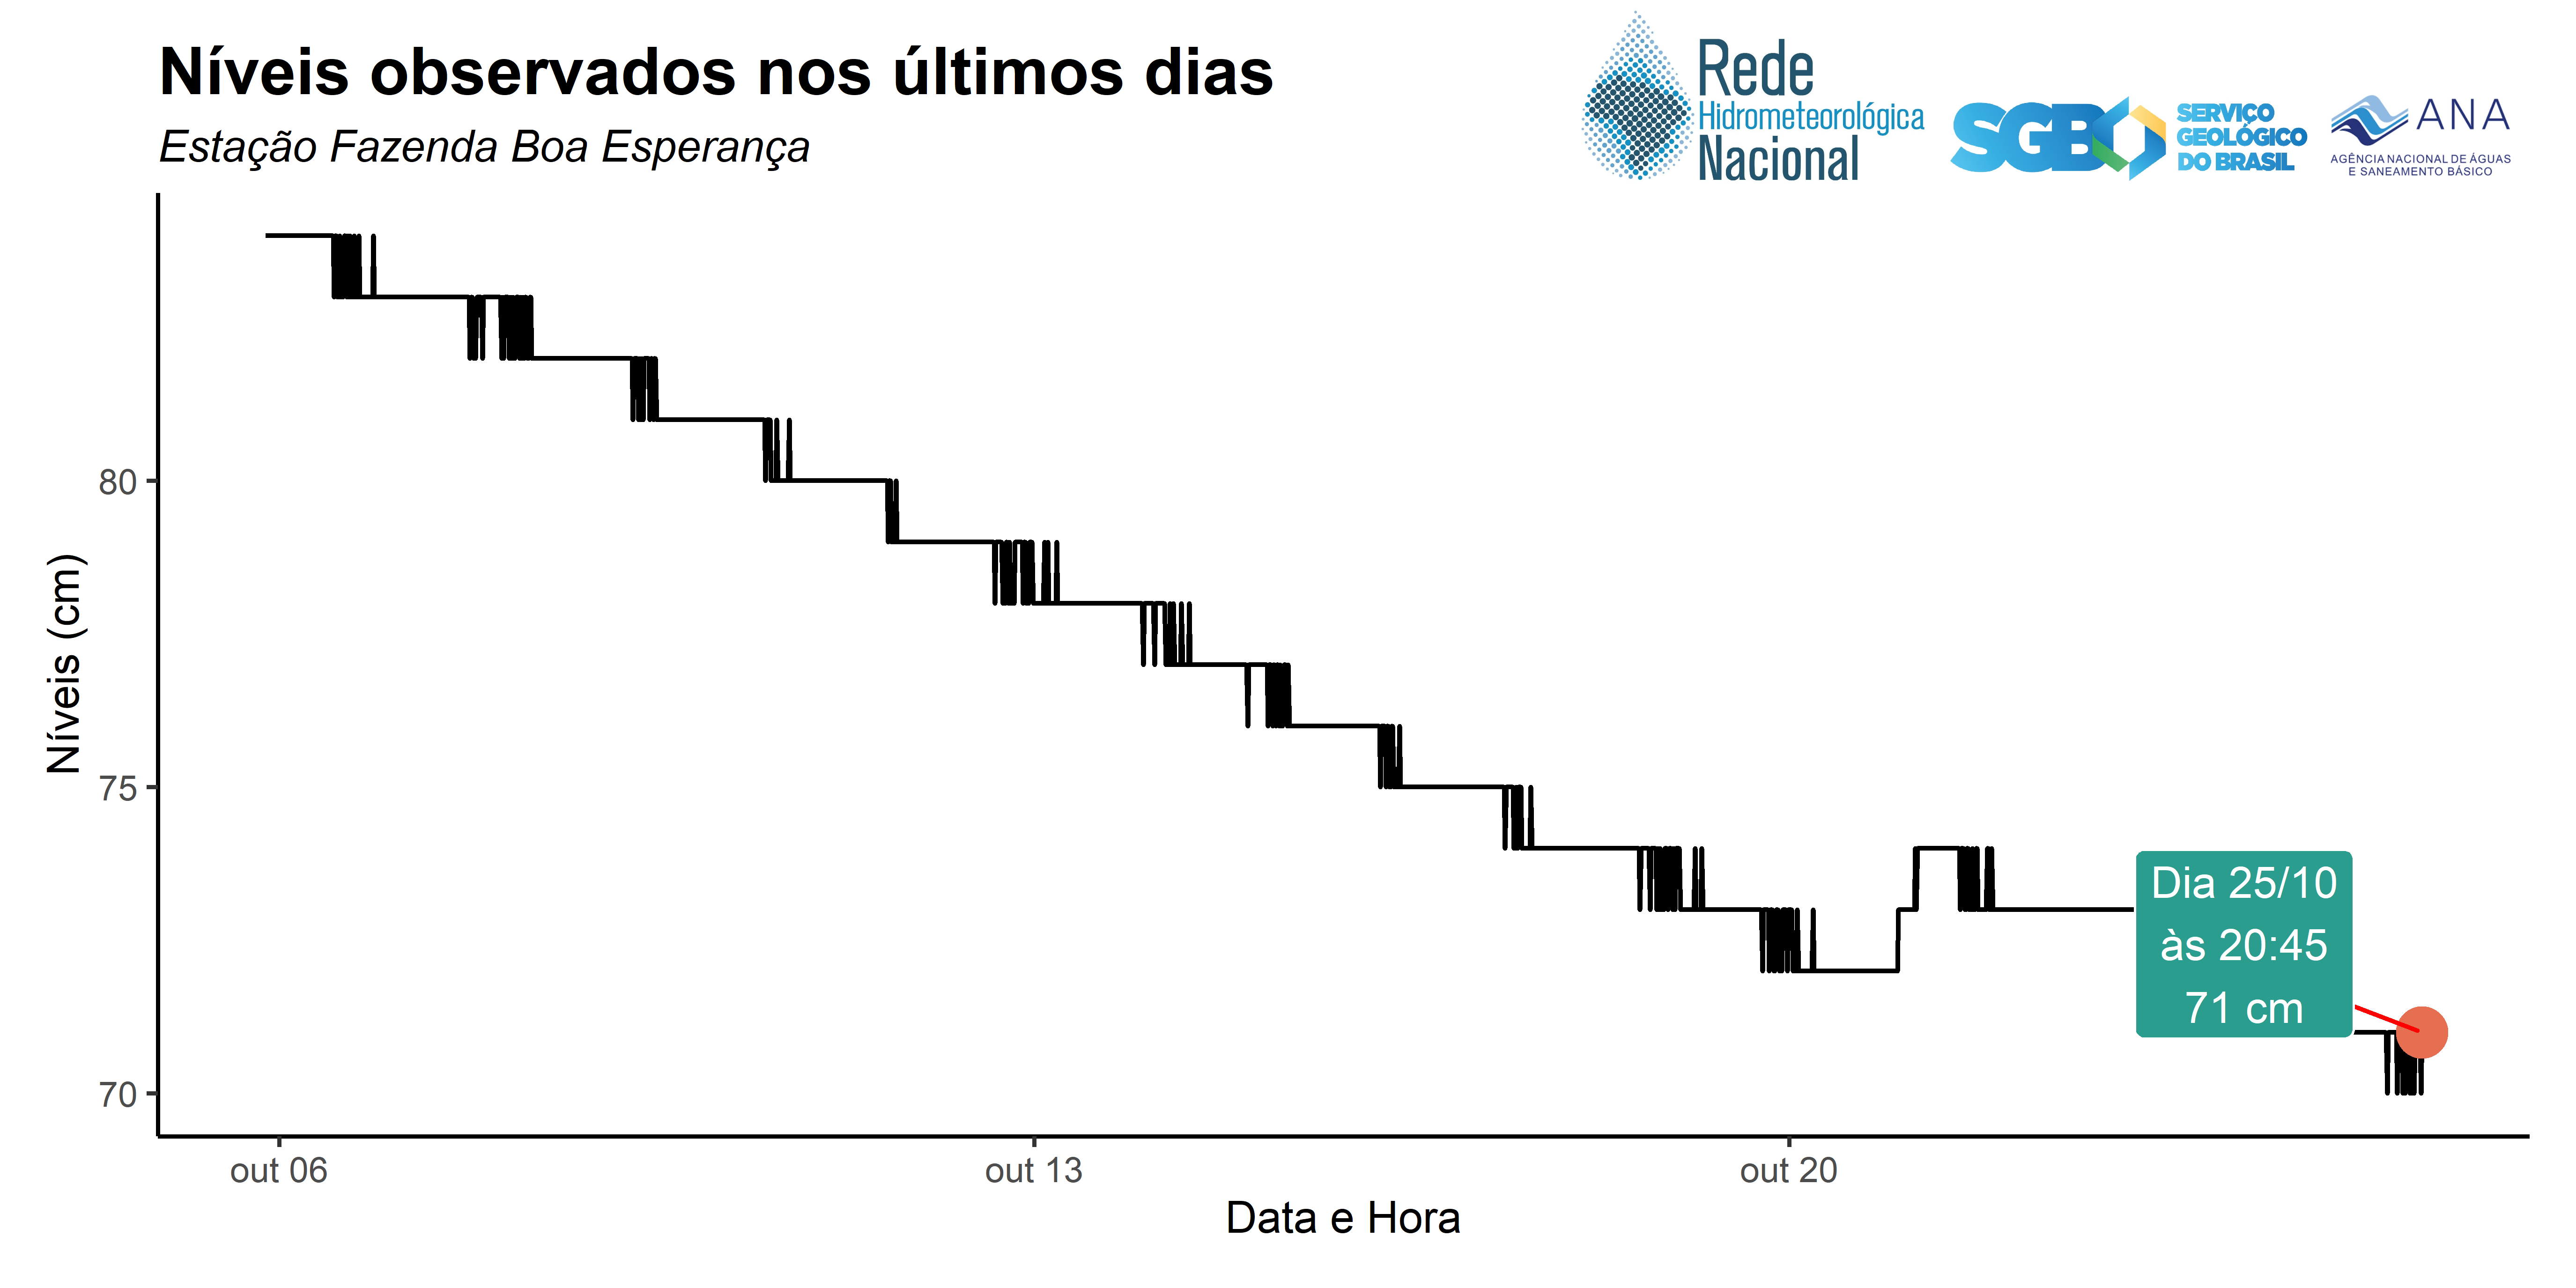 Níveis observados nos últimos dias
Estação Fazenda Boa Esperança
Rede
Hidrometeorológica
Nacional
SGB
SERVIÇO
GEOLÓGICO
DO BRASIL
ANA
AGÊNCIA NACIONAL DE ÁGUAS
E SANEAMENTO BÁSICO
Níveis (cm)
80
75
70
Dia 25/10
às 20:45
71 cm
out 06
out 13
out 20
Data e Hora